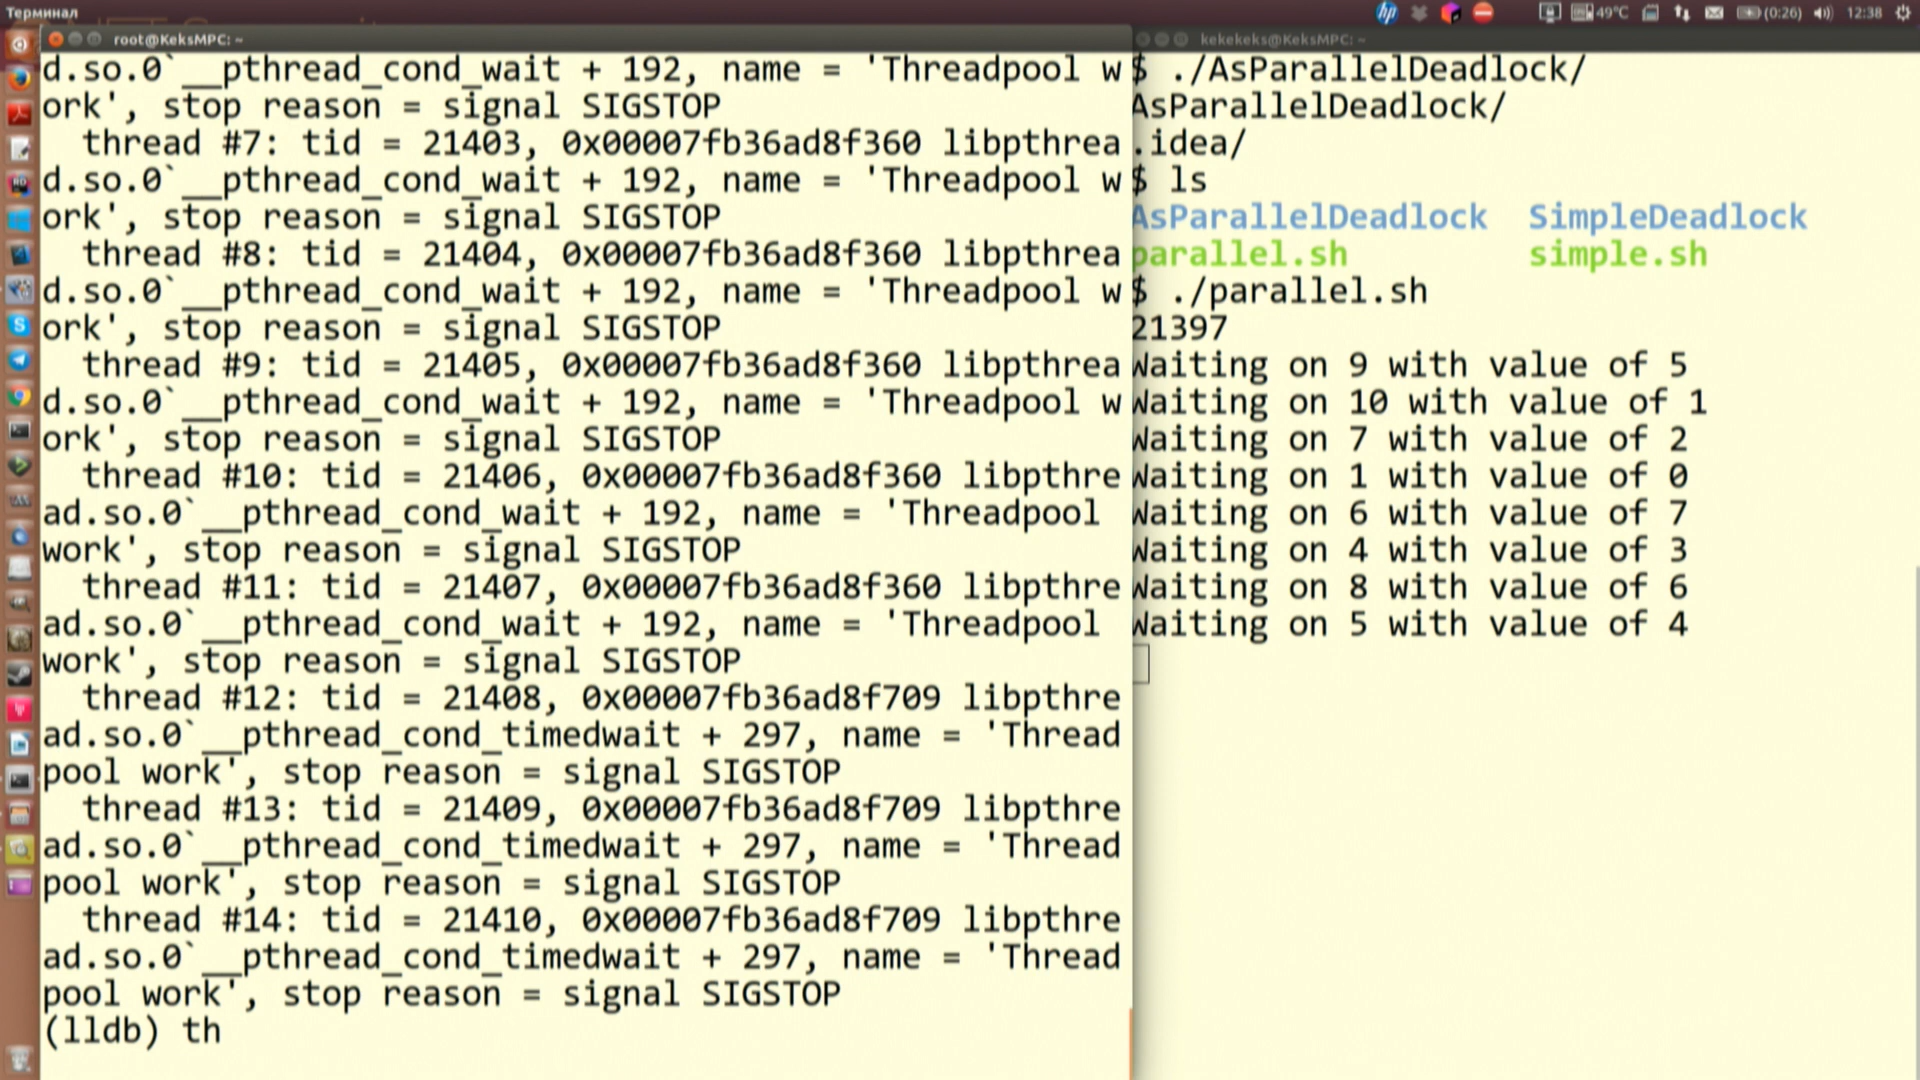 Терминал
49°C
(0:26)
12:38
root@KeksMPC: ~
d.so.0`__pthread_cond_wait + 192, name = 'Threadpool w
ork', stop reason = signal SIGSTOP
thread #7: tid = 21403, 0x00007fb36ad8f360 libpthrea
d.so.0`__pthread_cond_wait + 192, name = 'Threadpool w
ork', stop reason = signal SIGSTOP
thread #8: tid = 21404, 0x00007fb36ad8f360 libpthrea
d.so.0`__pthread_cond_wait + 192, name = 'Threadpool w
ork', stop reason = signal SIGSTOP
thread #9: tid = 21405, 0x00007fb36ad8f360 libpthrea
d.so.0`__pthread_cond_wait + 192, name = 'Threadpool w
ork', stop reason = signal SIGSTOP
thread #10: tid = 21406, 0x00007fb36ad8f360 libpthre
ad.so.0`__pthread_cond_wait + 192, name = 'Threadpool
work', stop reason = signal SIGSTOP
thread #11: tid = 21407, 0x00007fb36ad8f360 libpthre
ad.so.0`__pthread_cond_wait + 192, name = 'Threadpool
work', stop reason = signal SIGSTOP
thread #12: tid = 21408, 0x00007fb36ad8f709 libpthre
ad.so.0`__pthread_cond_timedwait + 297, name = 'Thread
pool work', stop reason = signal SIGSTOP
thread #13: tid = 21409, 0x00007fb36ad8f709 libpthre
ad.so.0`__pthread_cond_timedwait + 297, name = 'Thread
pool work', stop reason = signal SIGSTOP
thread #14: tid = 21410, 0x00007fb36ad8f709 libpthre
ad.so.0`__pthread_cond_timedwait + 297, name = 'Thread
pool work', stop reason = signal SIGSTOP
(lldb) th
kekekeks@KeksMPC: ~
$ ./AsParallelDeadlock/
AsParallelDeadlock/
.idea/
$ ls
AsParallelDeadlock SimpleDeadlock
parallel.sh simple.sh
$ ./parallel.sh
21397
Waiting on 9 with value of 5
Waiting on 10 with value of 1
Waiting on 7 with value of 2
Waiting on 1 with value of 0
Waiting on 6 with value of 7
Waiting on 4 with value of 3
Waiting on 8 with value of 6
Waiting on 5 with value of 4